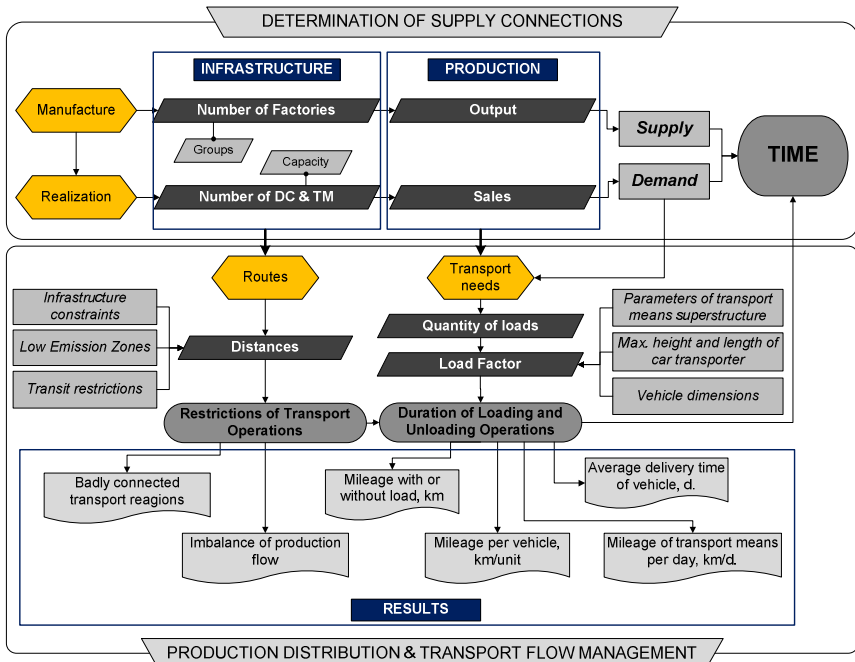 DETERMINATION OF SUPPLY CONNECTIONS
INFRASTRUCTURE
PRODUCTION
Manufacture
Number of Factories
Output
Supply
Groups
Capacity
TIME
Realization
Number of DC & TM
Sales
Demand
Routes
Transport
needs
Infrastructure
constraints
Low Emission Zones
Transit restrictions
Distances
Quantity of loads
Load Factor
Parameters of transport
means superstructure
Max. height and length of
car transporter
Vehicle dimensions
Restrictions of Transport
Operations
Duration of Loading and
Unloading Operations
Badly connected
transport reagions
Mileage with or
without load, km
Average delivery time
of vehicle, d.
Imbalance of production
flow
Mileage per vehicle,
km/unit
Mileage of transport means
per day, km/d.
RESULTS
PRODUCTION DISTRIBUTION & TRANSPORT FLOW MANAGEMENT